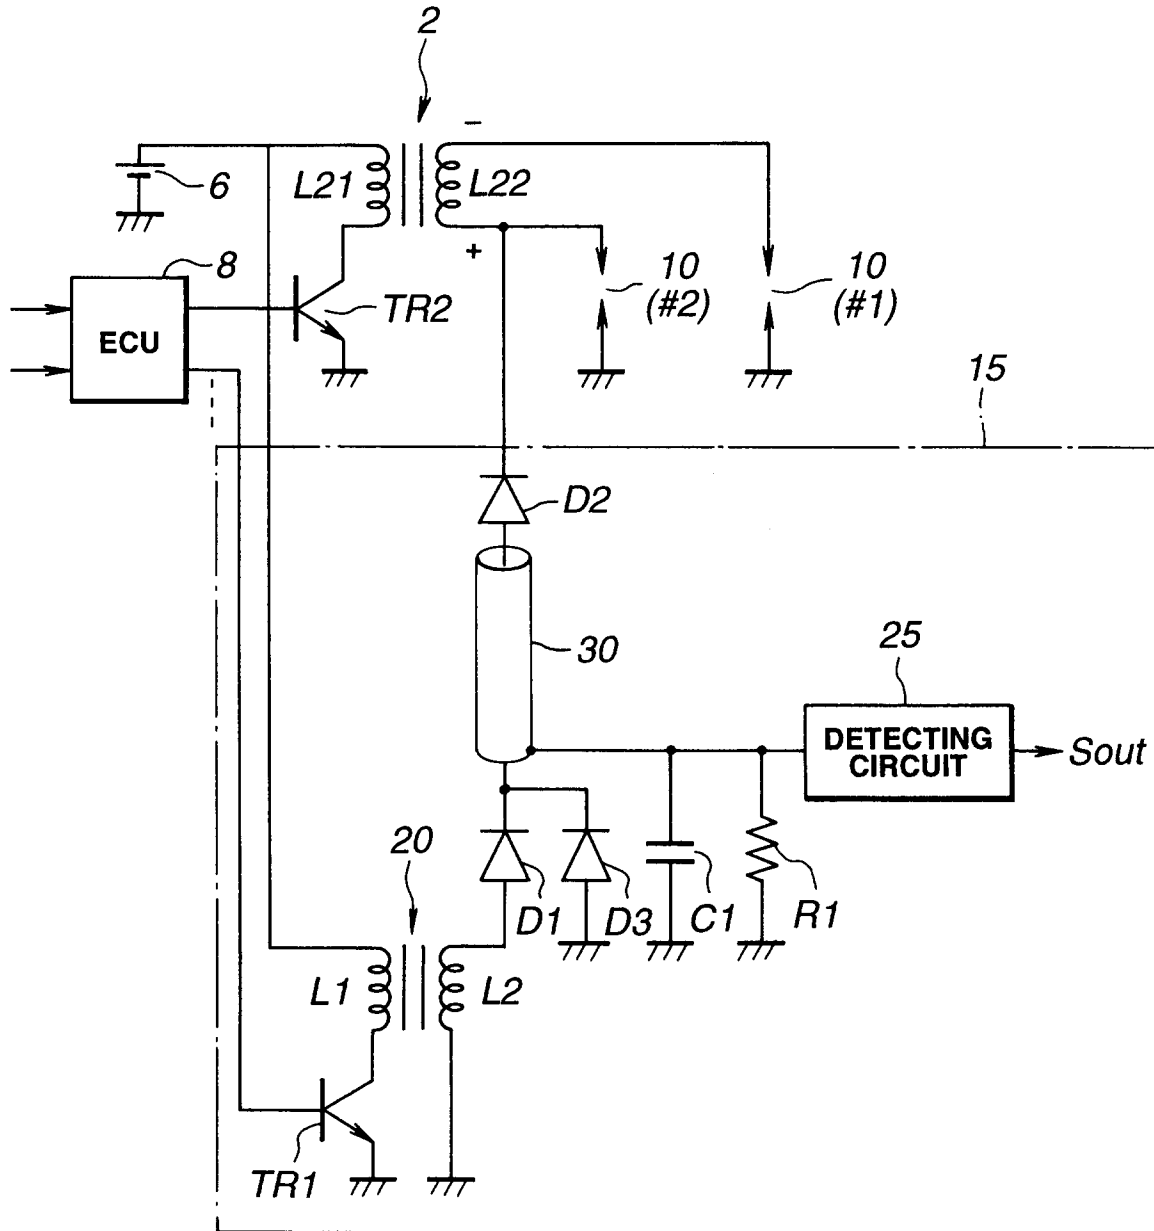 2
−
6
L21
L22
+
8
ECU
TR2
10
(#2)
10
(#1)
15
D2
30
25
DETECTING
CIRCUIT
Sout
20
D1
D3
C1
R1
L1
L2
TR1